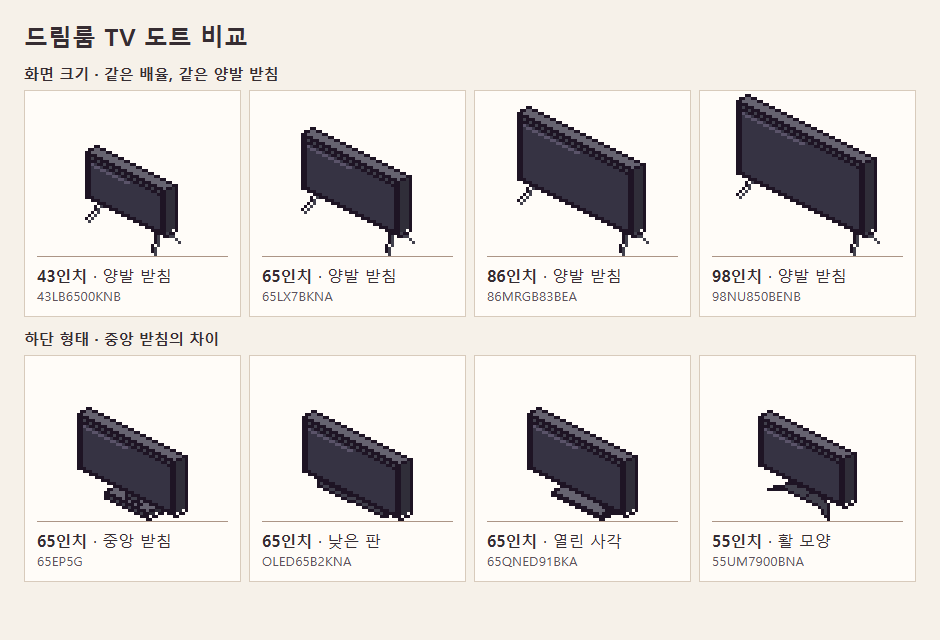 드림룸 TV 도트 비교
화면 크기 · 같은 배율, 같은 양발 받침
43인치 · 양발 받침
43LB6500KNB
65인치 · 양발 받침
65LX7BKNA
86인치 · 양발 받침
86MRGB83BEA
98인치 · 양발 받침
98NU850BENB
하단 형태 · 중앙 받침의 차이
65인치 · 중앙 받침
65EP5G
65인치 · 낮은 판
OLED65B2KNA
65인치 · 열린 사각
65QNED91BKA
55인치 · 활 모양
55UM7900BNA